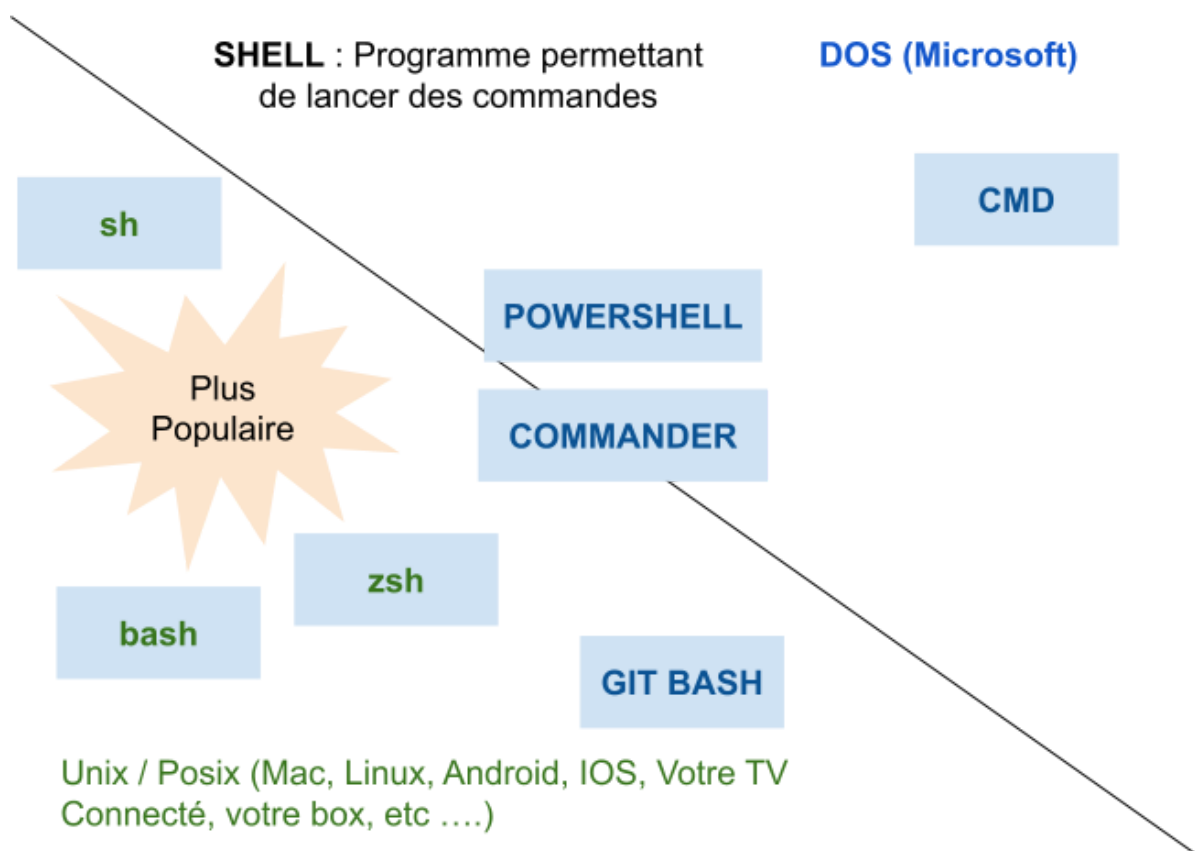 SHELL : Programme permettant
de lancer des commandes
DOS (Microsoft)
CMD
sh
POWERSHELL
Plus
Populaire
COMMANDER
zsh
bash
GIT BASH
Unix / Posix (Mac, Linux, Android, IOS, Votre TV
Connecté, votre box, etc ….)